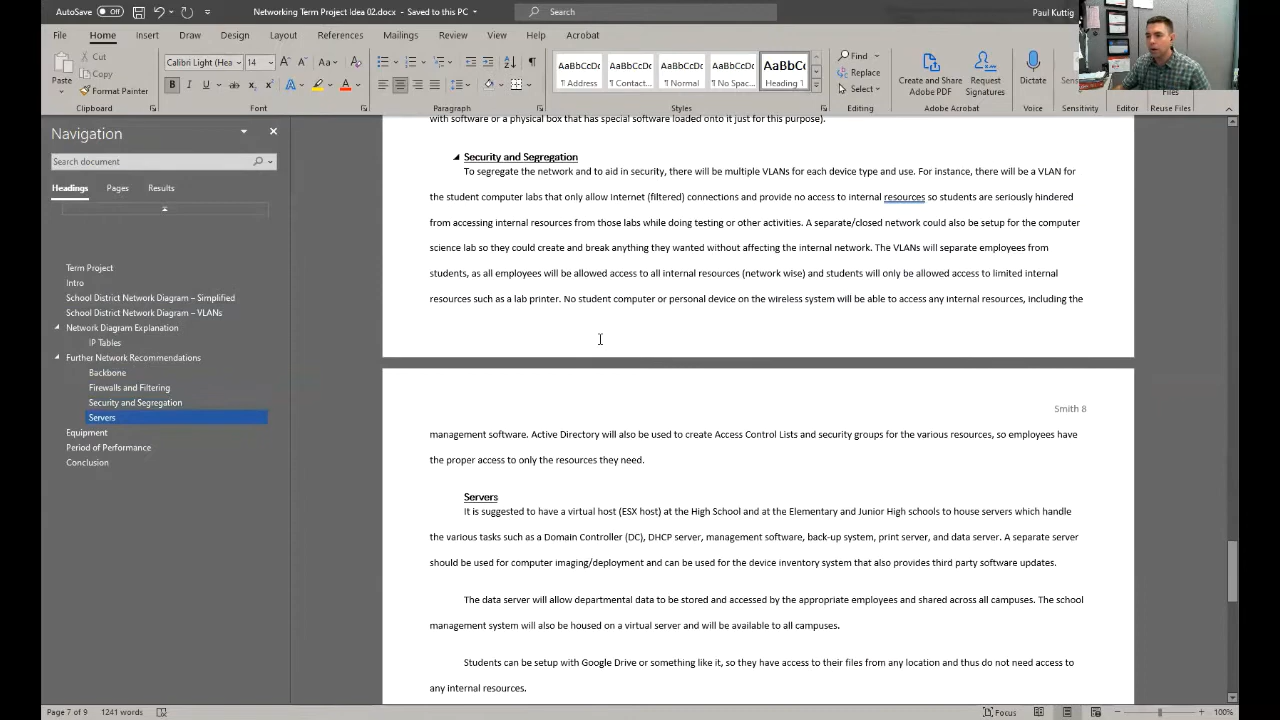 AutoSave Off
Networking Term Project Idea 02.docx - Saved to this PC
Search
Paul Kuttig
File Home Insert Draw Design Layout References Mailings Review View Help Acrobat
Paste
Cut
Copy
Format Painter
Clipboard
Calibri Light (Hea 14
Font
Paragraph
AaBbCcDc AaBbCcDc AaBbCcDc AaBbCcDc AaBbCc
Address Contact... Normal No Spac... Heading 1
Styles
Find
Replace
Select
Editing
Create and Share Adobe PDF
Request Signatures
Adobe Acrobat
Dictate
Voice
Sensitivity
Editor
Files
Reuse Files
Navigation
Search document
Headings Pages Results
Term Project
Intro
School District Network Diagram – Simplified
School District Network Diagram – VLANs
Network Diagram Explanation
IP Tables
Further Network Recommendations
Backbone
Firewalls and Filtering
Security and Segregation
Servers
Equipment
Period of Performance
Conclusion
with software or a physical box that has special software loaded onto it just for this purpose).
Security and Segregation
To segregate the network and to aid in security, there will be multiple VLANs for each device type and use. For instance, there will be a VLAN for
the student computer labs that only allow Internet (filtered) connections and provide no access to internal resources so students are seriously hindered
from accessing internal resources from those labs while doing testing or other activities. A separate/closed network could also be setup for the computer
science lab so they could create and break anything they wanted without affecting the internal network. The VLANs will separate employees from
students, as all employees will be allowed access to all internal resources (network wise) and students will only be allowed access to limited internal
resources such as a lab printer. No student computer or personal device on the wireless system will be able to access any internal resources, including the
Smith 8
management software. Active Directory will also be used to create Access Control Lists and security groups for the various resources, so employees have
the proper access to only the resources they need.
Servers
It is suggested to have a virtual host (ESX host) at the High School and at the Elementary and Junior High schools to house servers which handle
the various tasks such as a Domain Controller (DC), DHCP server, management software, back-up system, print server, and data server. A separate server
should be used for computer imaging/deployment and can be used for the device inventory system that also provides third party software updates.
The data server will allow departmental data to be stored and accessed by the appropriate employees and shared across all campuses. The school
management system will also be housed on a virtual server and will be available to all campuses.
Students can be setup with Google Drive or something like it, so they have access to their files from any location and thus do not need access to
any internal resources.
Page 7 of 9 1241 words
Focus
100%